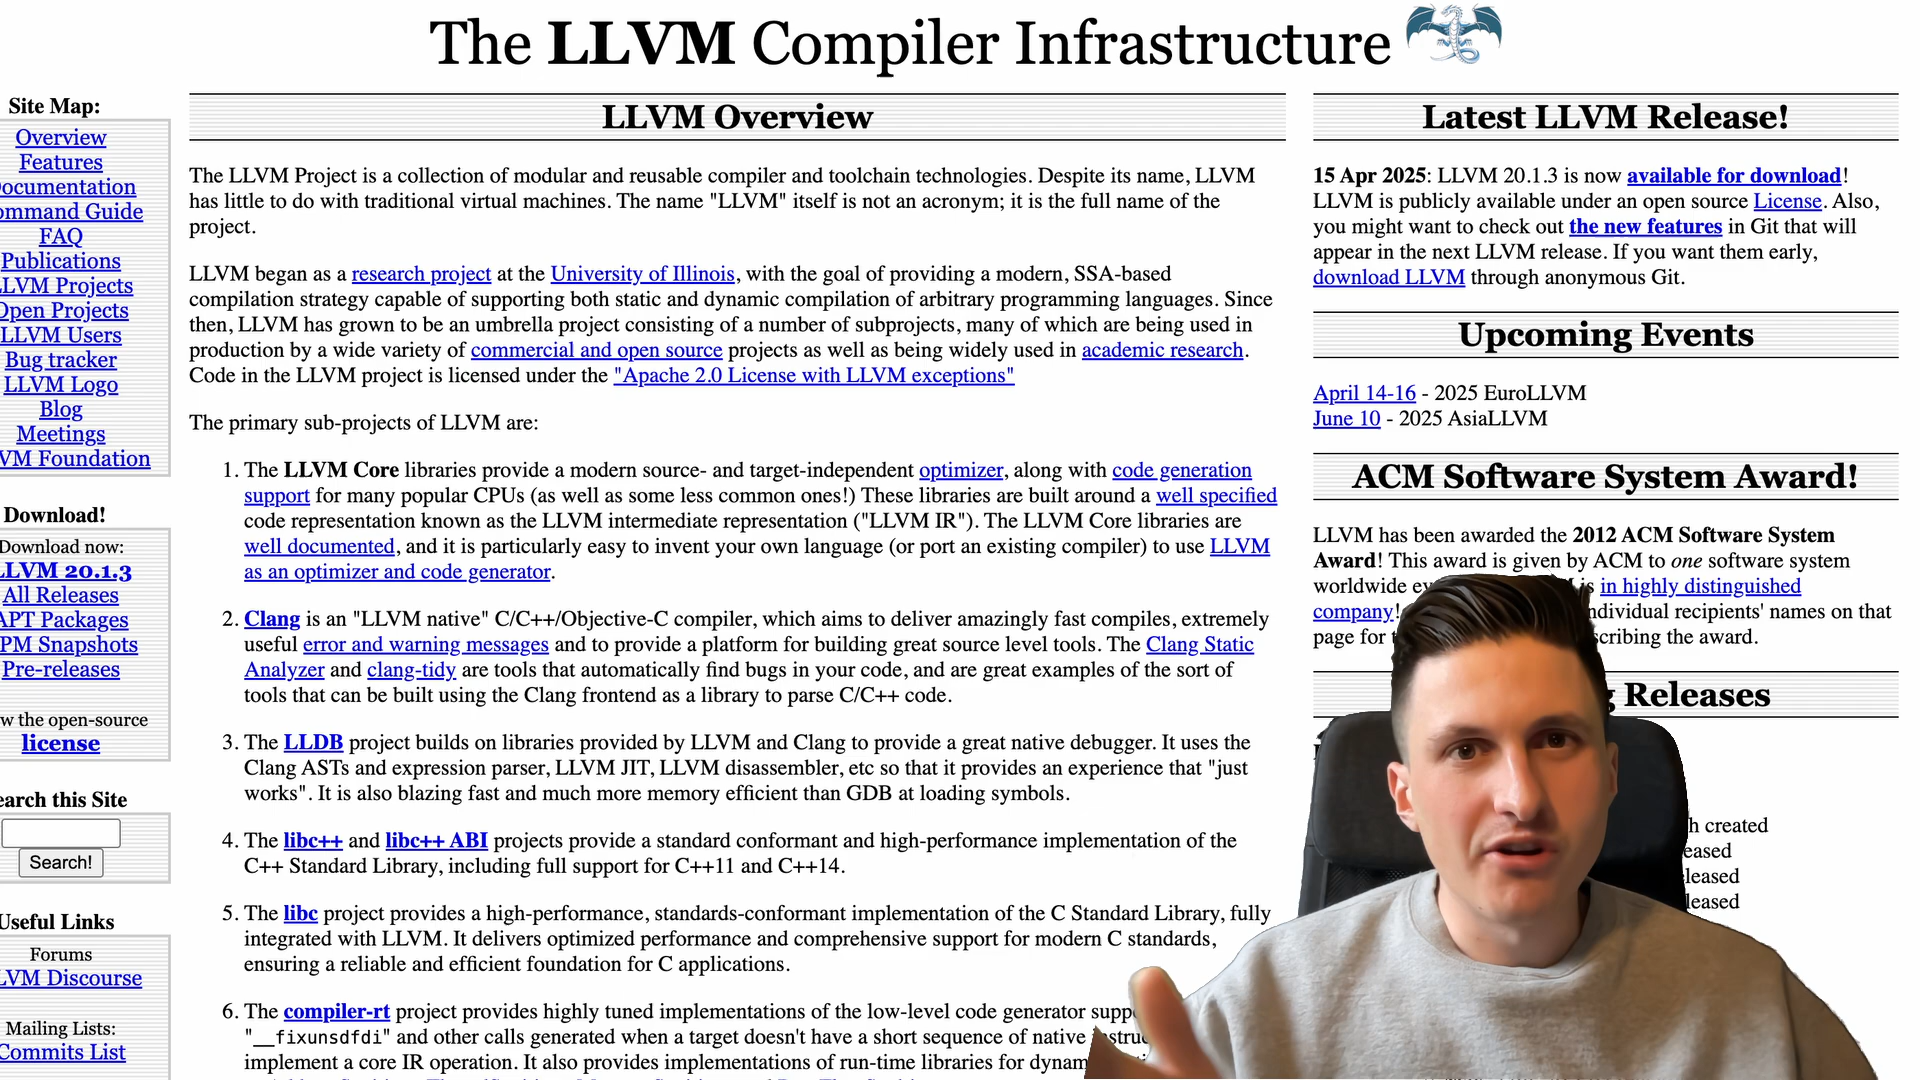 The LLVM Compiler Infrastructure
Site Map:
Overview
Features
ocumentation
ommand Guide
FAQ
Publications
LVM Projects
Open Projects
LLVM Users
Bug tracker
LLVM Logo
Blog
Meetings
VM Foundation
Download!
Download now:
LLVM 20.1.3
All Releases
APT Packages
PM Snapshots
Pre-releases
w the open-source
license
earch this Site
Search!
Useful Links
Forums
LVM Discourse
Mailing Lists:
Commits List
LLVM Overview
The LLVM Project is a collection of modular and reusable compiler and toolchain technologies. Despite its name, LLVM
has little to do with traditional virtual machines. The name "LLVM" itself is not an acronym; it is the full name of the
project.
LLVM began as a research project at the University of Illinois, with the goal of providing a modern, SSA-based
compilation strategy capable of supporting both static and dynamic compilation of arbitrary programming languages. Since
then, LLVM has grown to be an umbrella project consisting of a number of subprojects, many of which are being used in
production by a wide variety of commercial and open source projects as well as being widely used in academic research.
Code in the LLVM project is licensed under the "Apache 2.0 License with LLVM exceptions"
The primary sub-projects of LLVM are:
1. The LLVM Core libraries provide a modern source- and target-independent optimizer, along with code generation
support for many popular CPUs (as well as some less common ones!) These libraries are built around a well specified
code representation known as the LLVM intermediate representation ("LLVM IR"). The LLVM Core libraries are
well documented, and it is particularly easy to invent your own language (or port an existing compiler) to use LLVM
as an optimizer and code generator.
2. Clang is an "LLVM native" C/C++/Objective-C compiler, which aims to deliver amazingly fast compiles, extremely
useful error and warning messages and to provide a platform for building great source level tools. The Clang Static
Analyzer and clang-tidy are tools that automatically find bugs in your code, and are great examples of the sort of
tools that can be built using the Clang frontend as a library to parse C/C++ code.
3. The LLDB project builds on libraries provided by LLVM and Clang to provide a great native debugger. It uses the
Clang ASTs and expression parser, LLVM JIT, LLVM disassembler, etc so that it provides an experience that "just
works". It is also blazing fast and much more memory efficient than GDB at loading symbols.
4. The libc++ and libc++ ABI projects provide a standard conformant and high-performance implementation of the
C++ Standard Library, including full support for C++11 and C++14.
5. The libc project provides a high-performance, standards-conformant implementation of the C Standard Library, fully
integrated with LLVM. It delivers optimized performance and comprehensive support for modern C standards,
ensuring a reliable and efficient foundation for C applications.
6. The compiler-rt project provides highly tuned implementations of the low-level code generator
"__fixunsdfdi" and other calls generated when a target doesn't have a short sequence of native
implement a core IR operation. It also provides implementations of run-time libraries for
Latest LLVM Release!
15 Apr 2025: LLVM 20.1.3 is now available for download!
LLVM is publicly available under an open source License. Also,
you might want to check out the new features in Git that will
appear in the next LLVM release. If you want them early,
download LLVM through anonymous Git.
Upcoming Events
April 14-16 - 2025 EuroLLVM
June 10 - 2025 AsiaLLVM
ACM Software System Award!
LLVM has been awarded the 2012 ACM Software System
Award! This award is given by ACM to one software system
worldwide is in highly distinguished
company! ndividual recipients' names on that
page for scribing the award.
Releases
h created
eased
leased
leased